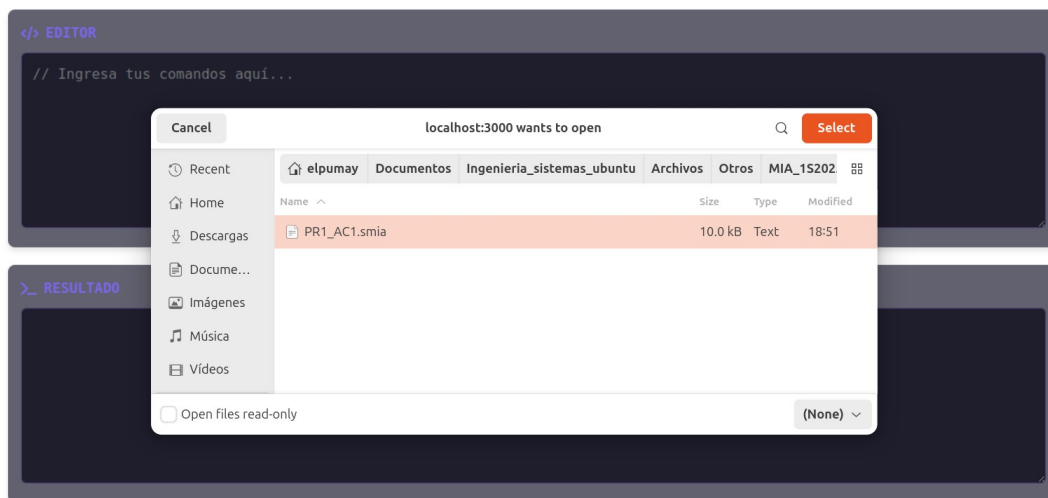 </> EDITOR
// Ingresa tus comandos aquí...
Cancel localhost:3000 wants to open Select
Recent
Home
Descargas
Docume...
Imágenes
Música
Vídeos
elpumay Documentos Ingenieria_sistemas_ubuntu Archivos Otros MIA_1S202
Name Size Type Modified
PR1_AC1.smia 10.0 kB Text 18:51
Open files read-only (None)
>_ RESULTADO